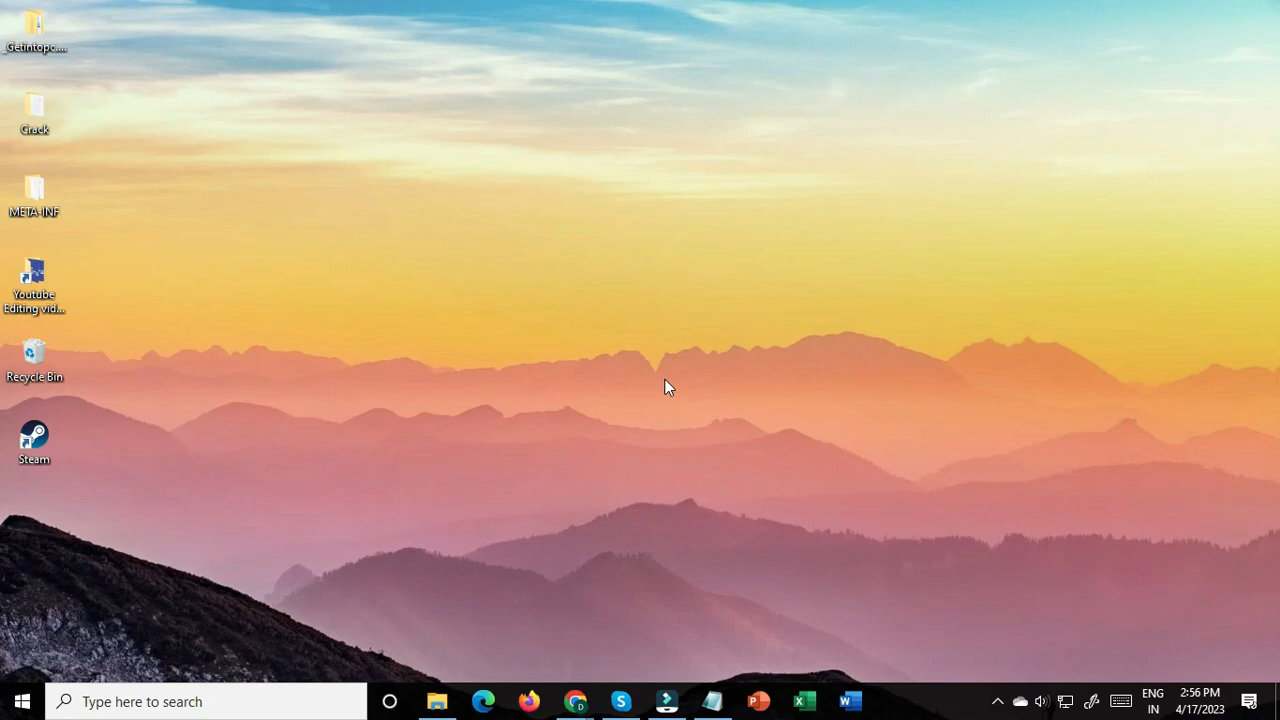 _Getintopc....
Crack
META-INF
Youtube
Editing vid...
Recycle Bin
Steam
Type here to search
D
S
P
X
W
ENG
IN
2:56 PM
4/17/2023